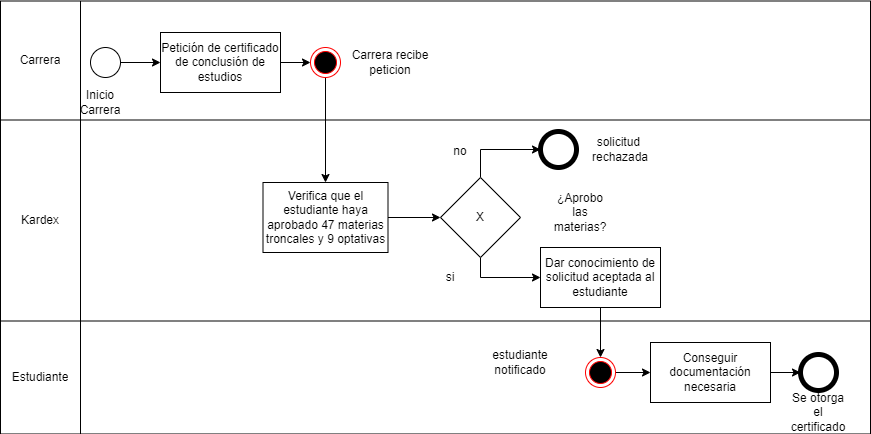 Carrera
Inicio
Carrera
Petición de certificado
de conclusión de
estudios
Carrera recibe
peticion
Kardex
Verifica que el
estudiante haya
aprobado 47 materias
troncales y 9 optativas
X
no
solicitud
rechazada
¿Aprobo
las
materias?
si
Dar conocimiento de
solicitud aceptada al
estudiante
Estudiante
estudiante
notificado
Conseguir
documentación
necesaria
Se otorga
el
certificado